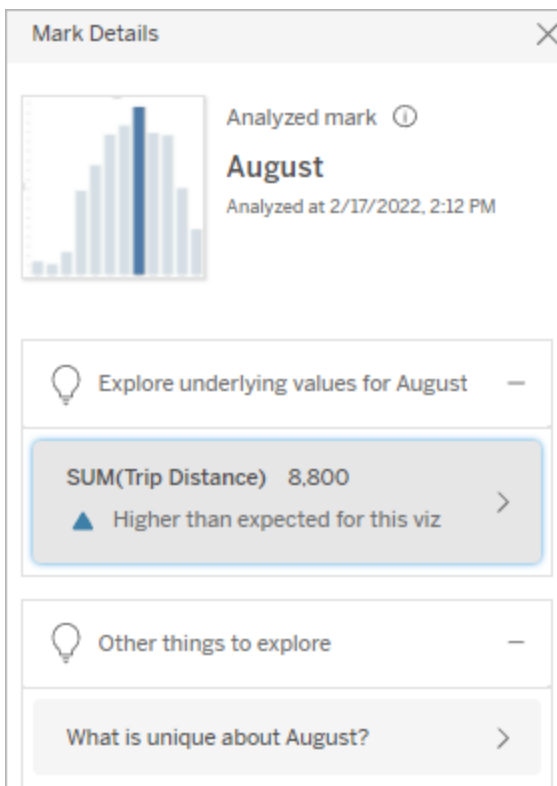 Mark Details
Analyzed mark
August
Analyzed at 2/17/2022, 2:12 PM
Explore underlying values for August
SUM(Trip Distance) 8,800
Higher than expected for this viz
Other things to explore
What is unique about August?